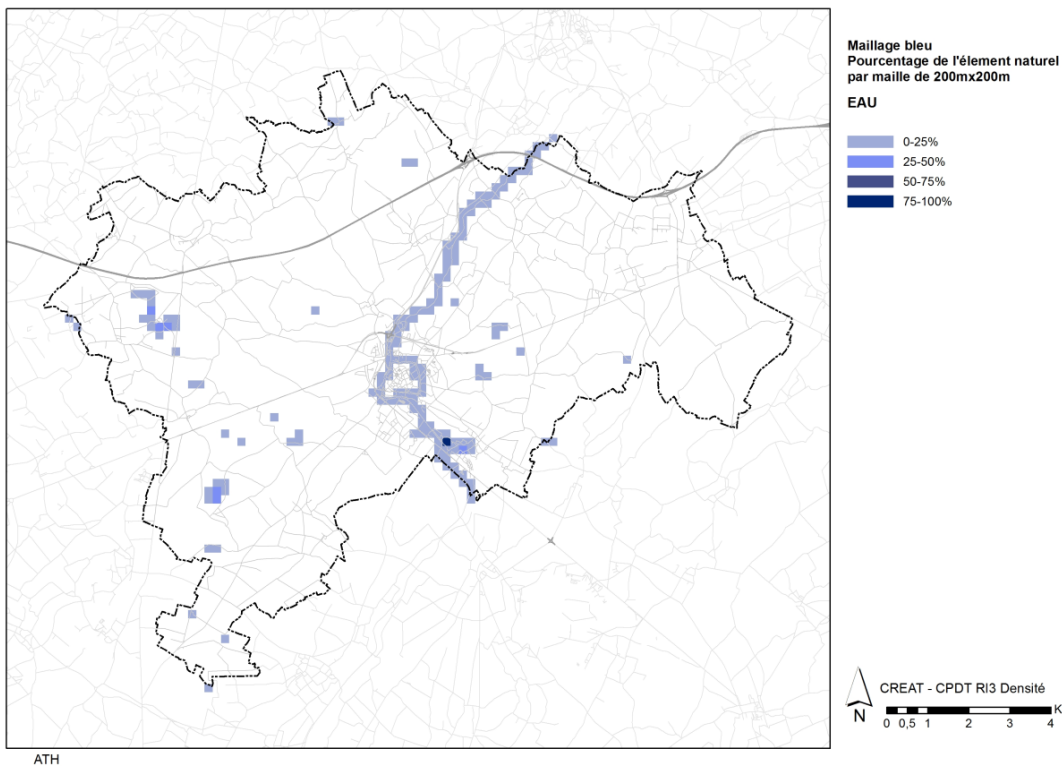 Maillage bleu
Pourcentage de l'élement naturel
par maille de 200mx200m
EAU
0-25%
25-50%
50-75%
75-100%
CREAT - CPDT RI3 Densité
N
K
0 0,5 1 2 3 4
ATH